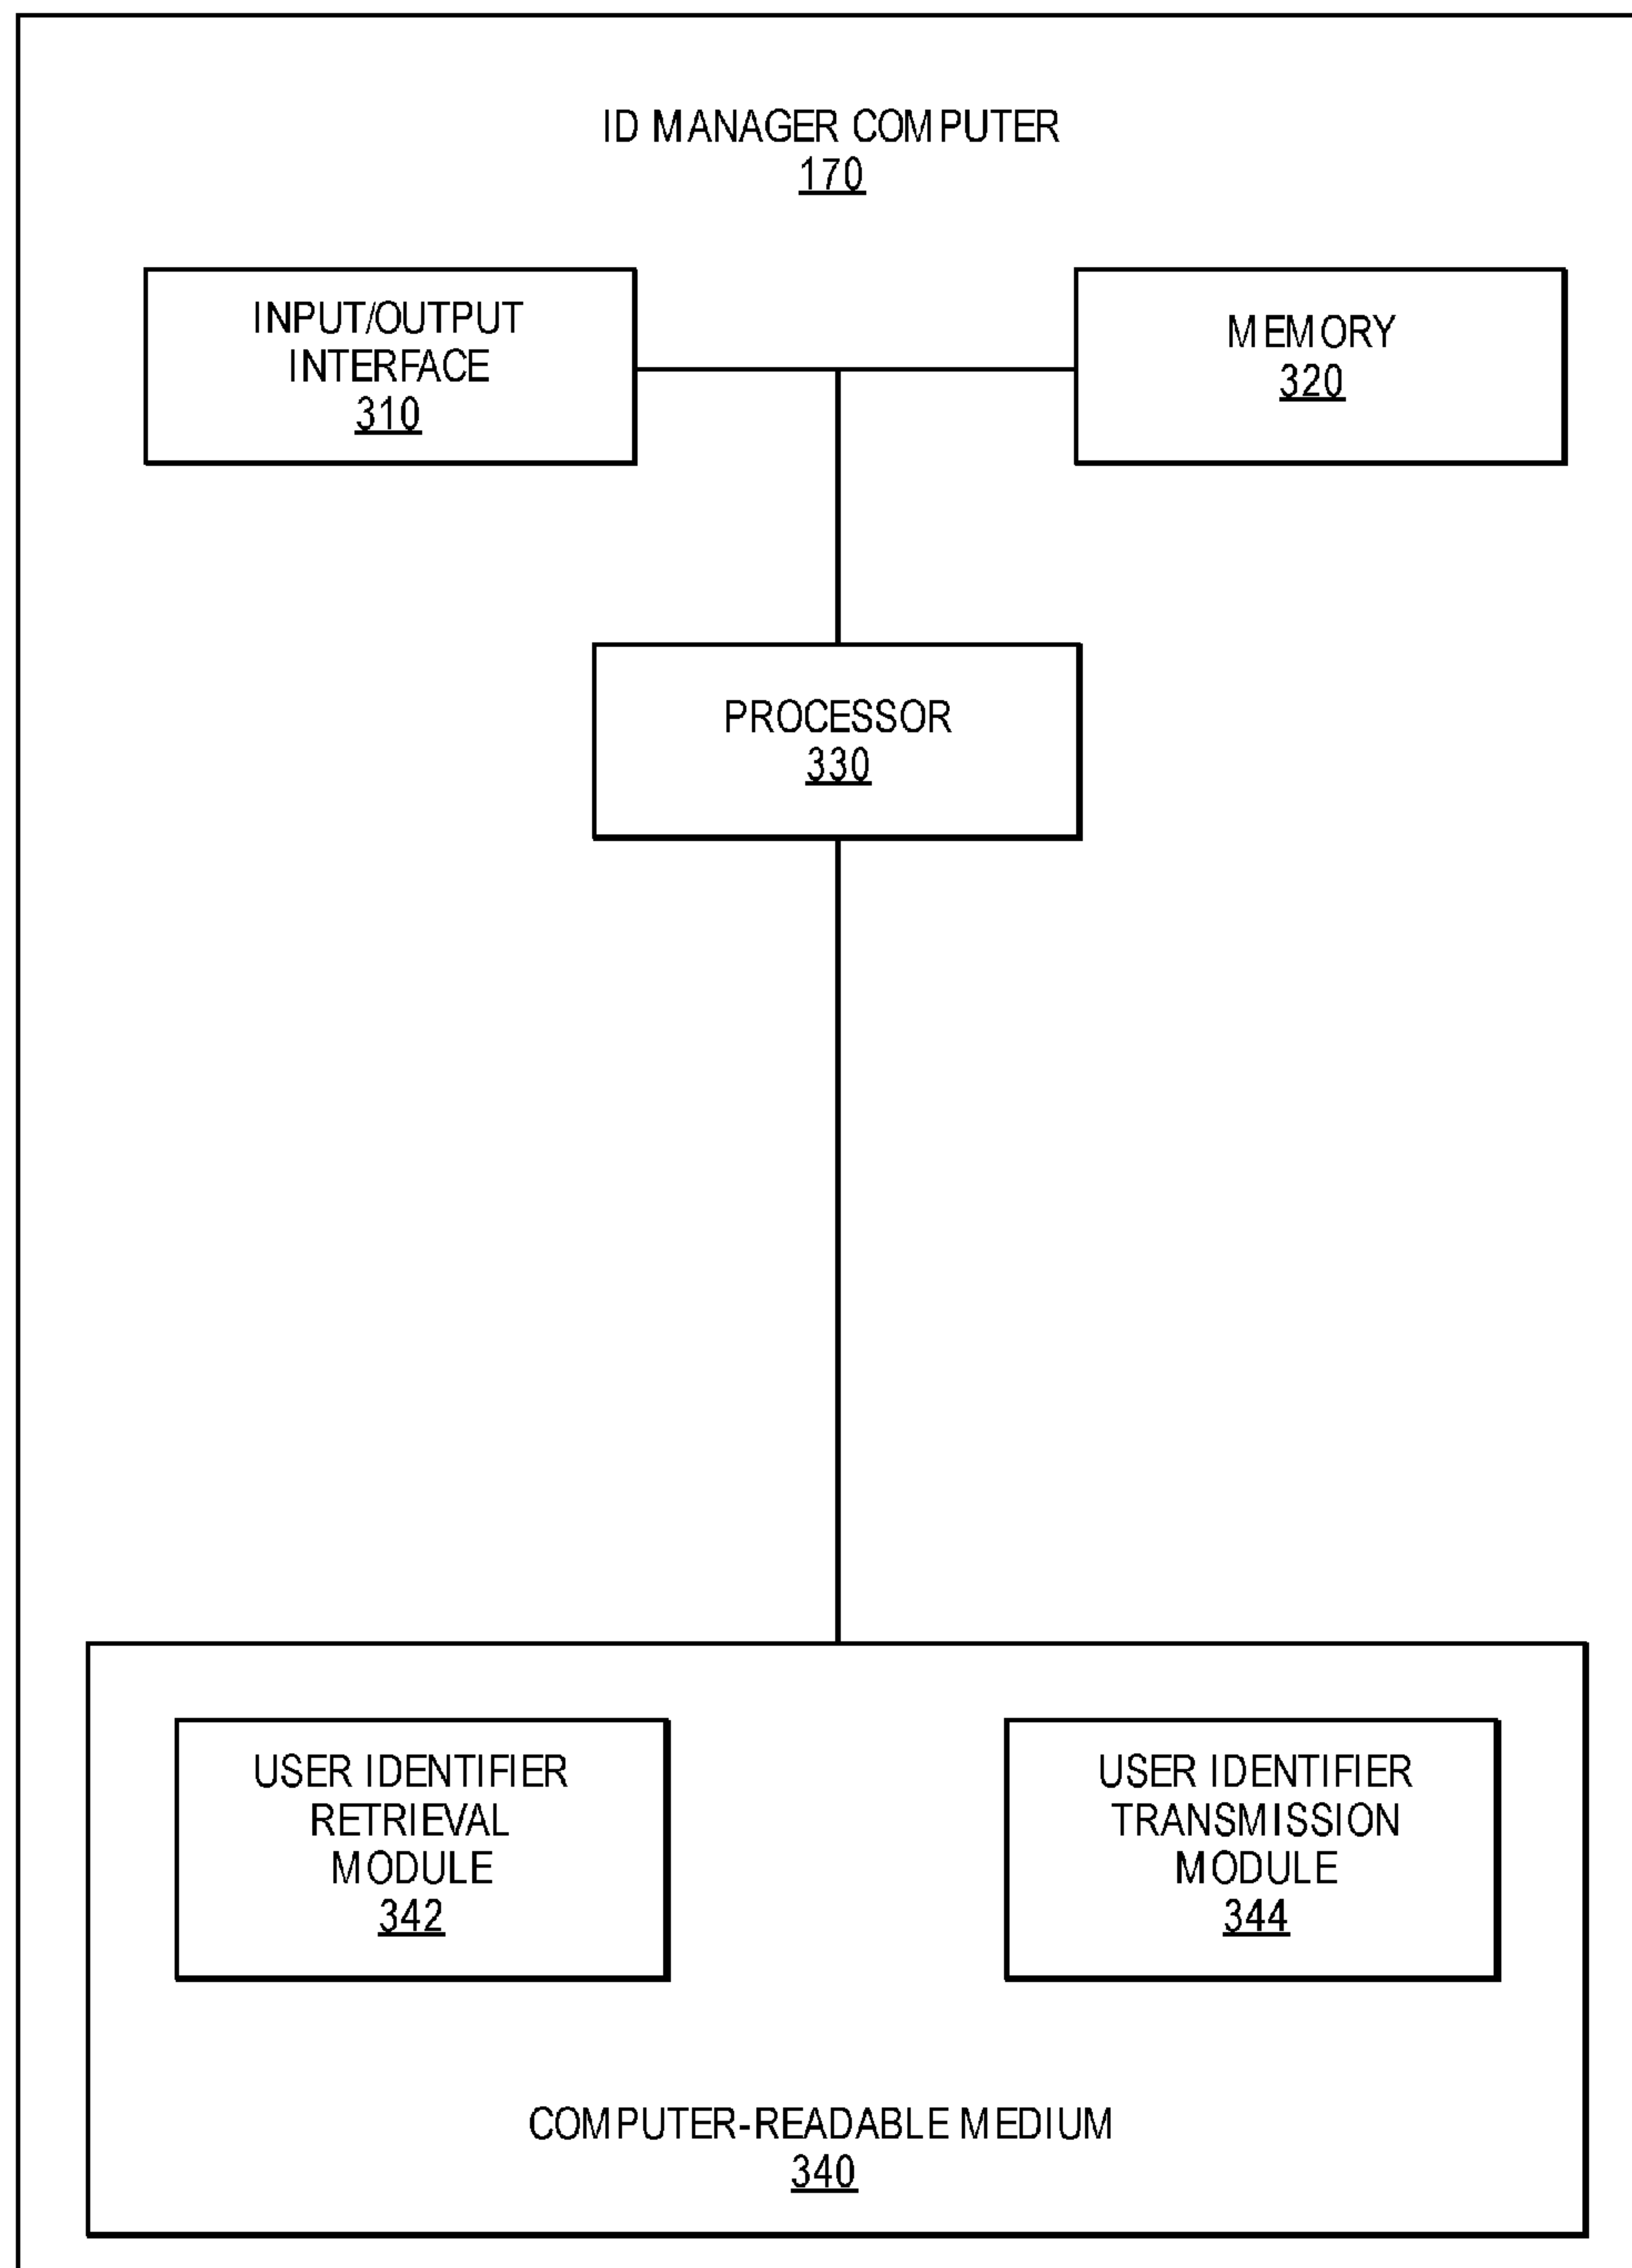 ID MANAGER COMPUTER
170
INPUT/OUTPUT
INTERFACE
310
MEMORY
320
PROCESSOR
330
USER IDENTIFIER
RETRIEVAL
MODULE
342
USER IDENTIFIER
TRANSMISSION
MODULE
344
COMPUTER-READABLE MEDIUM
340